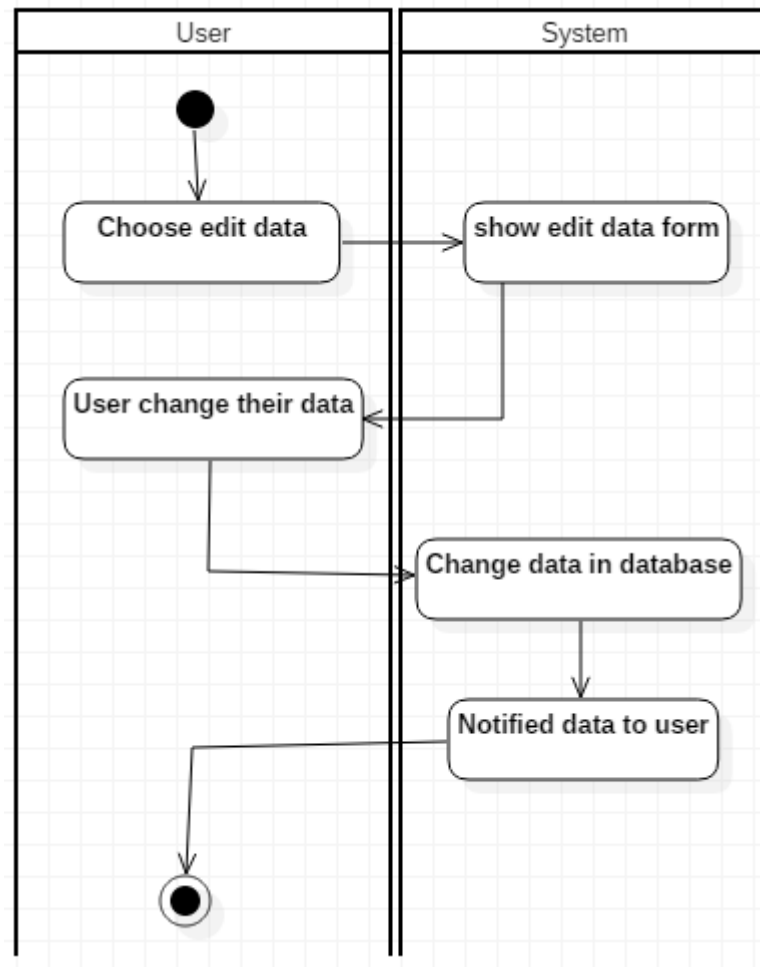 User
System
Choose edit data
show edit data form
User change their data
Change data in database
Notified data to user